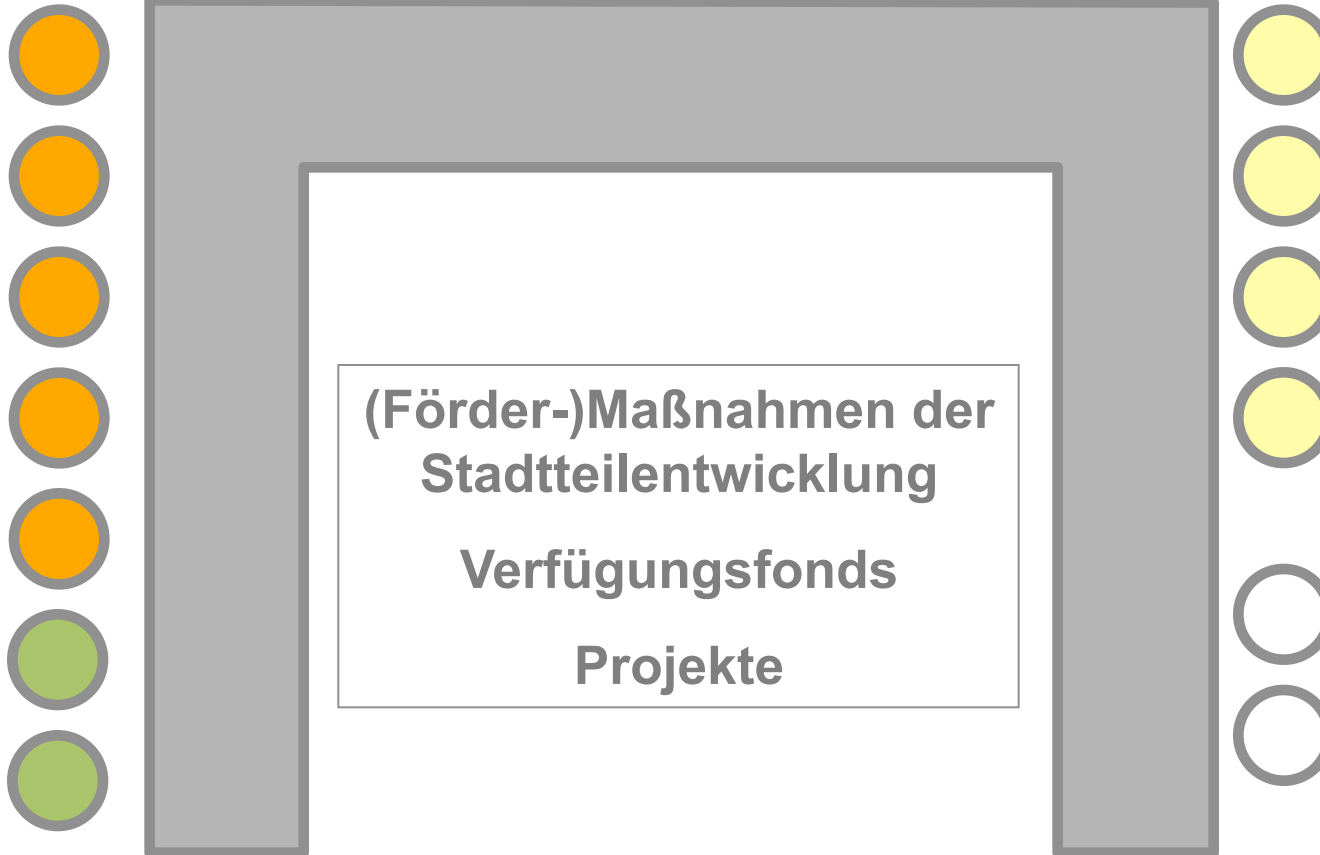 (Förder-)Maßnahmen der
Stadtteilentwicklung
Verfügungsfonds
Projekte